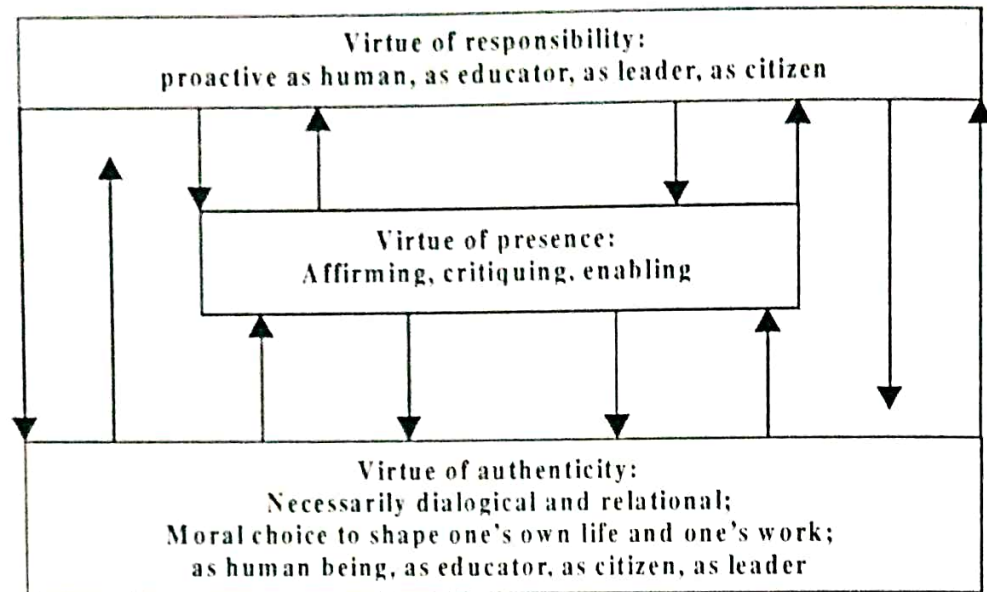 Virtue of responsibility:
proactive as human, as educator, as leader, as citizen
Virtue of presence:
Affirming, critiquing, enabling
Virtue of authenticity:
Necessarily dialogical and relational;
Moral choice to shape one's own life and one's work;
as human being, as educator, as citizen, as leader